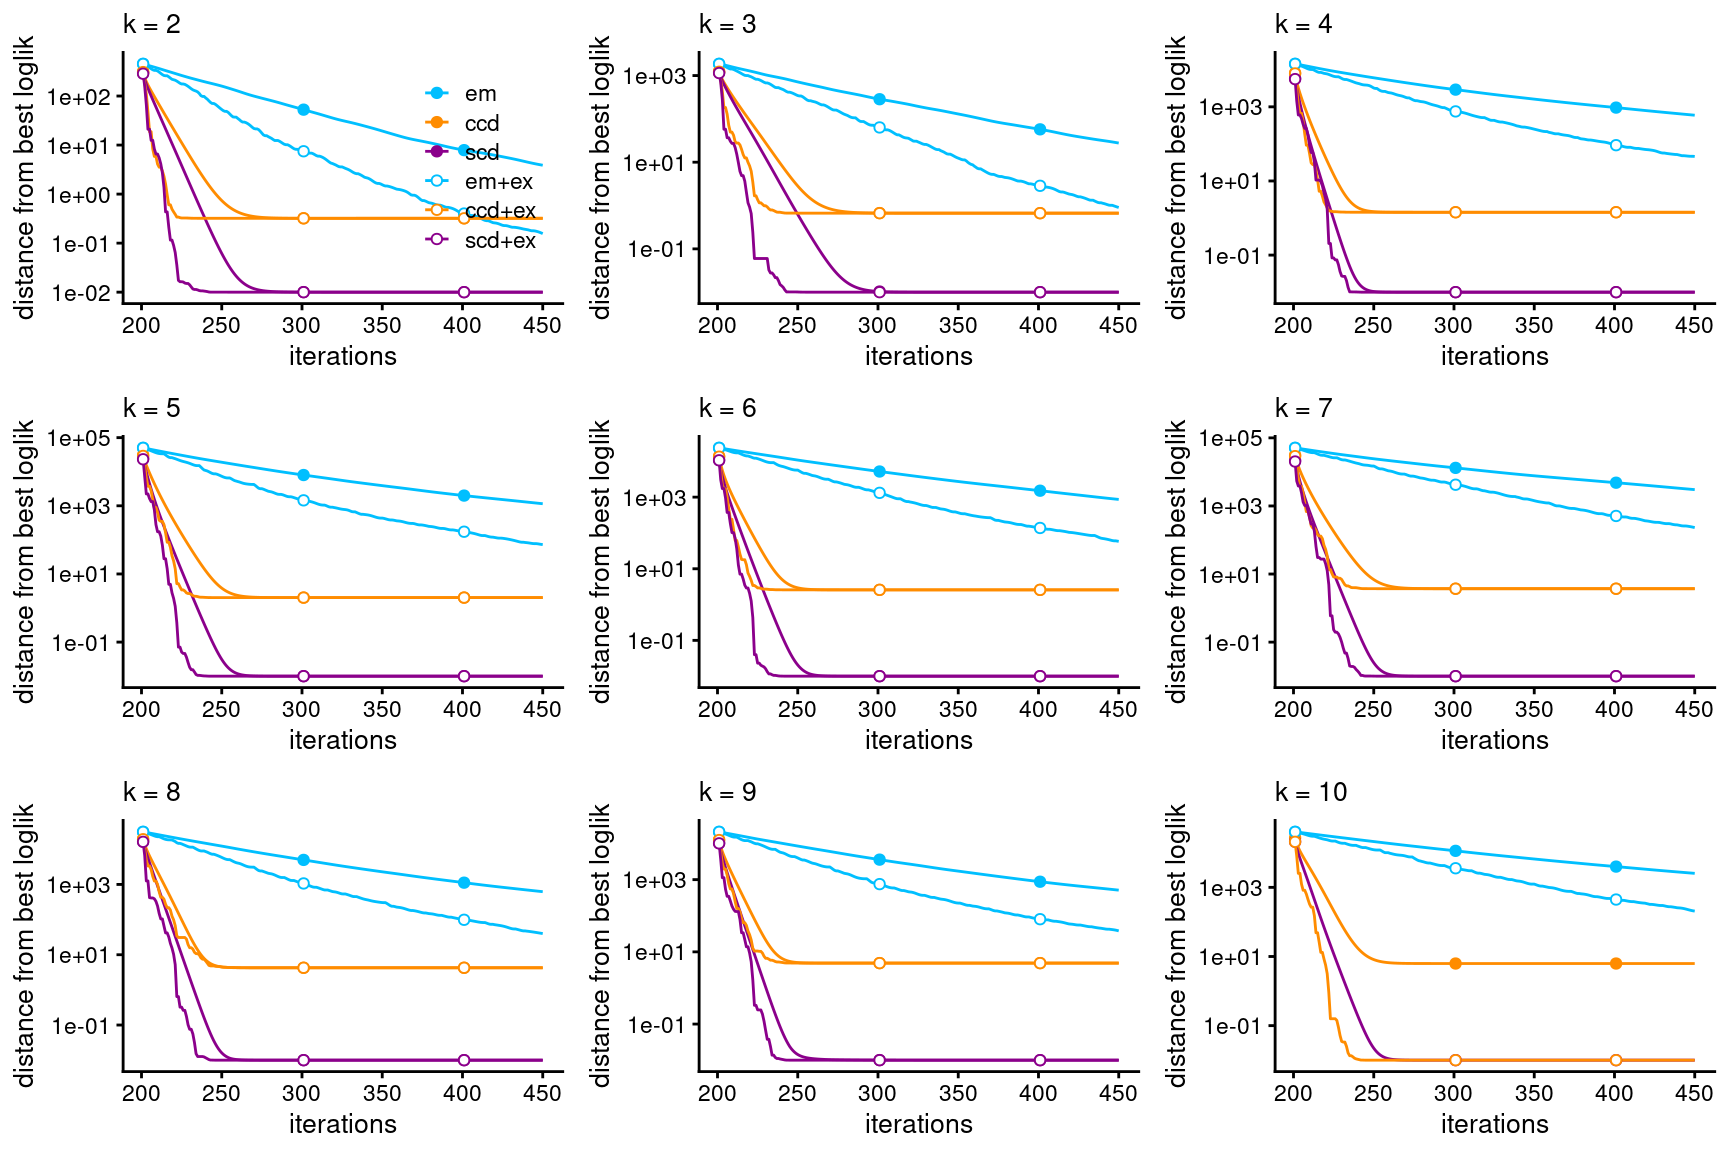 k = 2
distance from best loglik
1e+02
1e+01
1e+00
1e-01
1e-02
em
ccd
scd
em+ex
ccd+ex
scd+ex
200 250 300 350 400 450
iterations
k = 3
distance from best loglik
1e+03
1e+01
1e-01
200 250 300 350 400 450
iterations
k = 4
distance from best loglik
1e+03
1e+01
1e-01
200 250 300 350 400 450
iterations
k = 5
distance from best loglik
1e+05
1e+03
1e+01
1e-01
200 250 300 350 400 450
iterations
k = 6
distance from best loglik
1e+03
1e+01
1e-01
200 250 300 350 400 450
iterations
k = 7
distance from best loglik
1e+05
1e+03
1e+01
1e-01
200 250 300 350 400 450
iterations
k = 8
distance from best loglik
1e+03
1e+01
1e-01
200 250 300 350 400 450
iterations
k = 9
distance from best loglik
1e+03
1e+01
1e-01
200 250 300 350 400 450
iterations
k = 10
distance from best loglik
1e+03
1e+01
1e-01
200 250 300 350 400 450
iterations